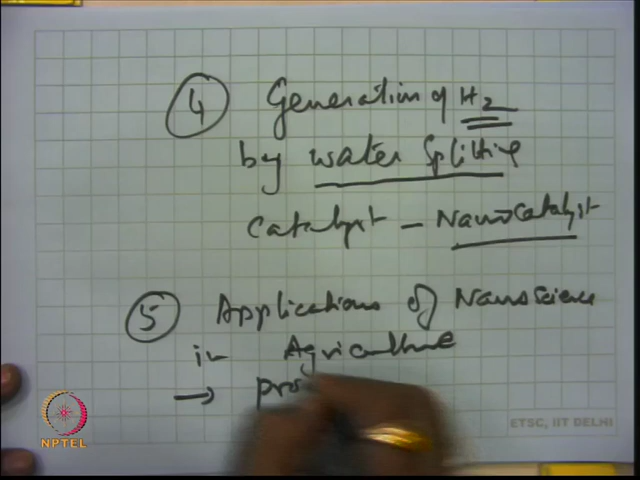 4 Generation of H2
by water splitting
catalyst - Nanocatalyst
5 Applications of NanoScience
in Agriculture
→ pro
NPTEL
ETSC, IIT DELHI